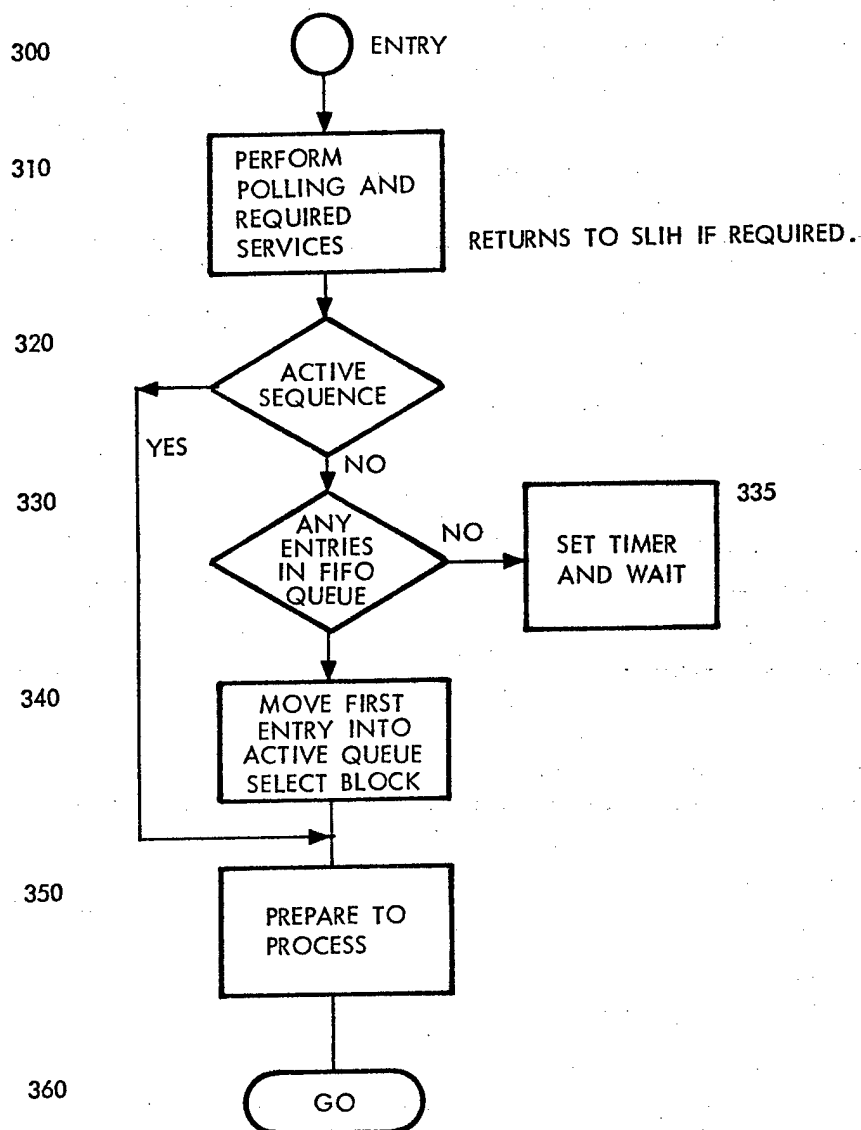 300
ENTRY
310
PERFORM
POLLING AND
REQUIRED
SERVICES
RETURNS TO SLIH IF REQUIRED.
320
ACTIVE
SEQUENCE
YES
NO
330
ANY
ENTRIES
IN FIFO
QUEUE
NO
335
SET TIMER
AND WAIT
340
MOVE FIRST
ENTRY INTO
ACTIVE QUEUE
SELECT BLOCK
350
PREPARE TO
PROCESS
360
GO